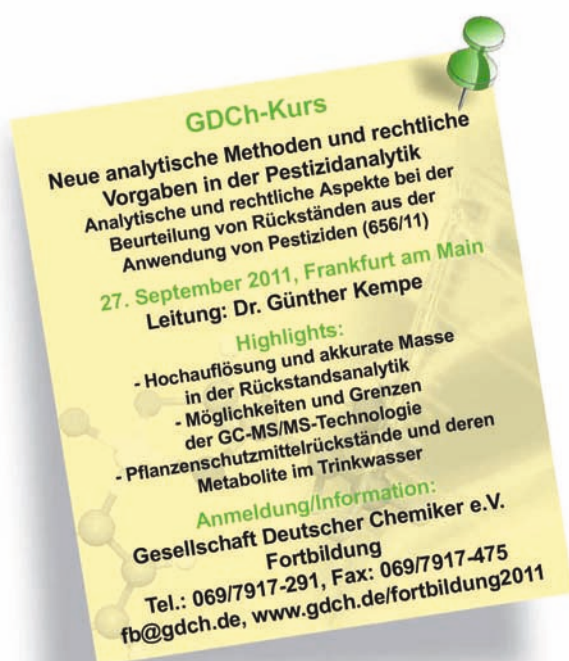 GDCh-Kurs
Neue analytische Methoden und rechtliche
Vorgaben in der Pestizidanalytik
Analytische und rechtliche Aspekte bei der
Beurteilung von Rückständen aus der
Anwendung von Pestiziden (656/11)
27. September 2011, Frankfurt am Main
Leitung: Dr. Günther Kempe
Highlights:
- Hochauflösung und akkurate Masse
in der Rückstandsanalytik
- Möglichkeiten und Grenzen
der GC-MS/MS-Technologie
- Pflanzenschutzmittelrückstände und deren
Metabolite im Trinkwasser
Anmeldung/Information:
Gesellschaft Deutscher Chemiker e.V.
Fortbildung
Tel.: 069/7917-291, Fax: 069/7917-475
fb@gdch.de, www.gdch.de/fortbildung2011